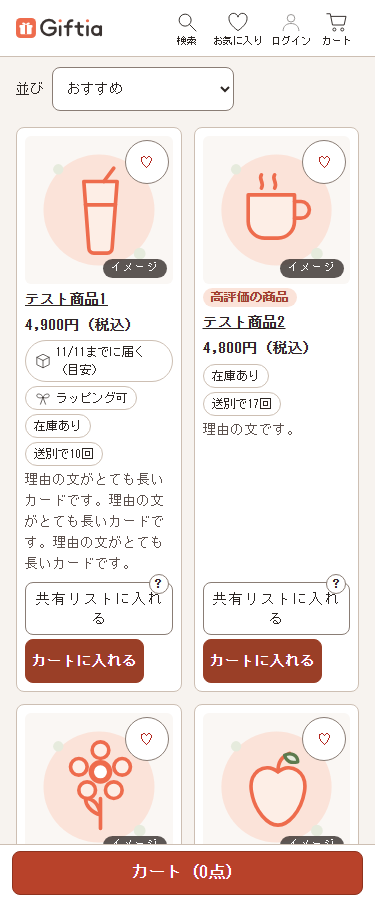 Giftia
検索
お気に入り
ログイン
カート
並び
おすすめ
イメージ
テスト商品1
4,900円（税込）
11/11までに届く
（目安）
ラッピング可
在庫あり
送別で10回
理由の文がとても長い
カードです。理由の文
がとても長いカードで
す。理由の文がとても
長いカードです。
?
共有リストに入れ
る
カートに入れる
イメージ
高評価の商品
テスト商品2
4,800円（税込）
在庫あり
送別で17回
理由の文です。
?
共有リストに入れ
る
カートに入れる
イメージ
イメージ
カート（0点）